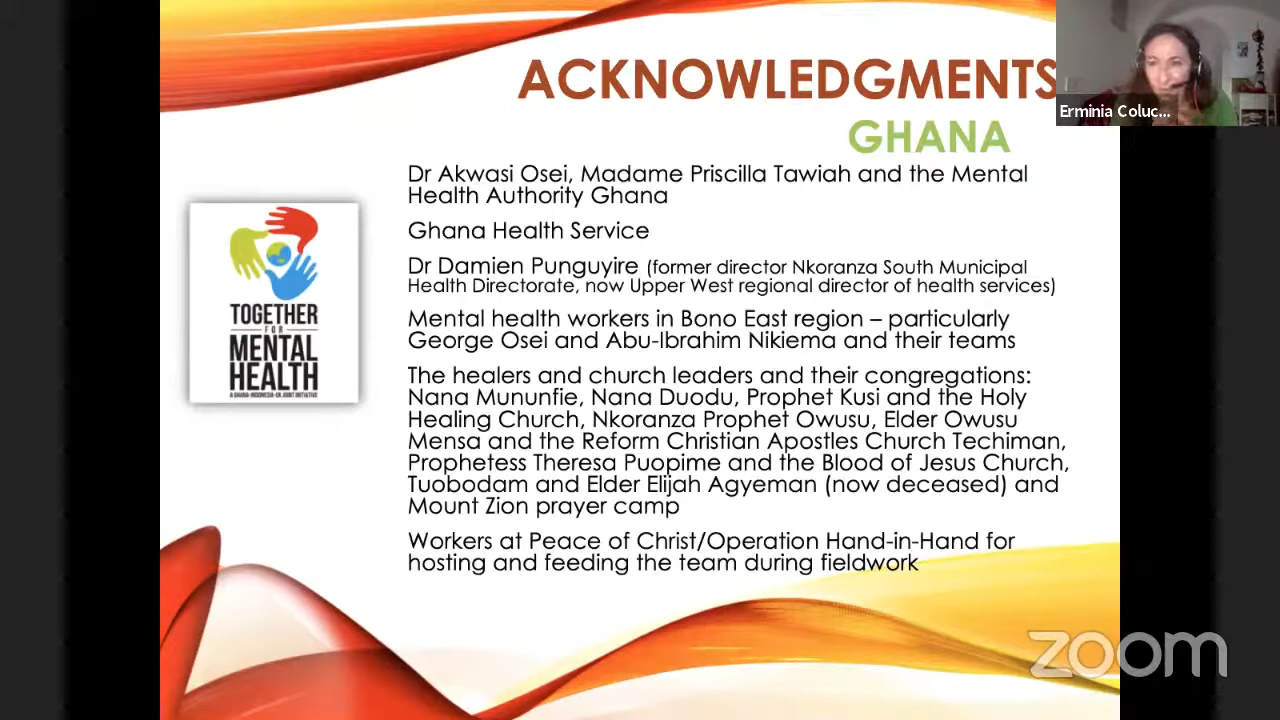 ACKNOWLEDGMENTS
Erminia Coluc...
GHANA
Dr Akwasi Osei, Madame Priscilla Tawiah and the Mental
Health Authority Ghana
Ghana Health Service
Dr Damien Punguyire (former director Nkoranza South Municipal
Health Directorate, now Upper West regional director of health services)
Mental health workers in Bono East region – particularly
George Osei and Abu-Ibrahim Nikiema and their teams
The healers and church leaders and their congregations:
Nana Mununfie, Nana Duodu, Prophet Kusi and the Holy
Healing Church, Nkoranza Prophet Owusu, Elder Owusu
Mensa and the Reform Christian Apostles Church Techiman,
Prophetess Theresa Puopime and the Blood of Jesus Church,
Tuobodam and Elder Elijah Agyeman (now deceased) and
Mount Zion prayer camp
Workers at Peace of Christ/Operation Hand-in-Hand for
hosting and feeding the team during fieldwork
TOGETHER
FOR
MENTAL
HEALTH
A GHANA-INDONESIA-UK JOINT INITIATIVE
zoom